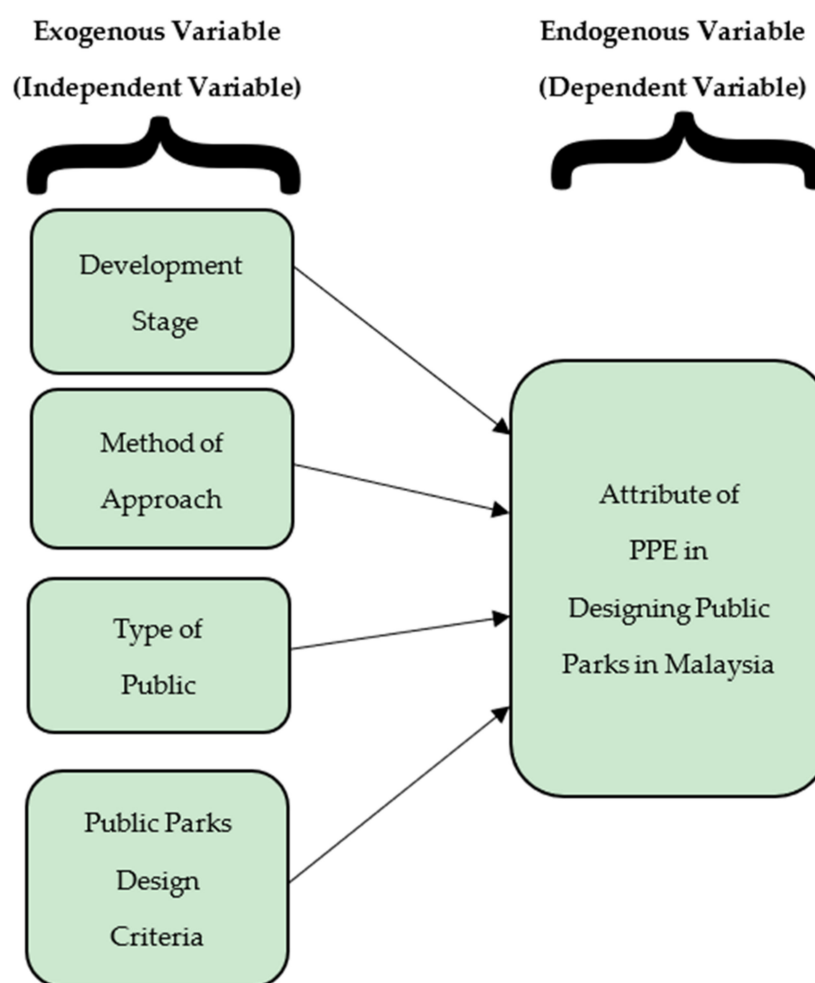 Exogenous Variable
(Independent Variable)
Endogenous Variable
(Dependent Variable)
Development
Stage
Method of
Approach
Type of
Public
Public Parks
Design
Criteria
Attribute of
PPE in
Designing Public
Parks in Malaysia